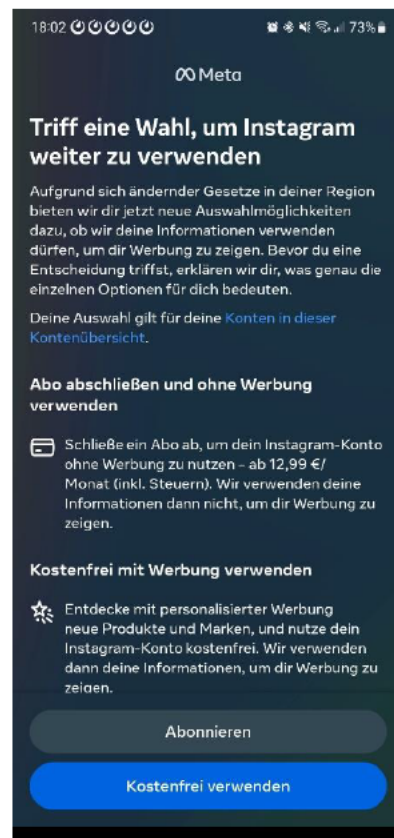 18:02 73%
Meta
Triff eine Wahl, um Instagram
weiter zu verwenden
Aufgrund sich ändernder Gesetze in deiner Region
bieten wir dir jetzt neue Auswahlmöglichkeiten
dazu, ob wir deine Informationen verwenden
dürfen, um dir Werbung zu zeigen. Bevor du eine
Entscheidung triffst, erklären wir dir, was genau die
einzelnen Optionen für dich bedeuten.
Deine Auswahl gilt für deine Konten in dieser
Kontenübersicht.
Abo abschließen und ohne Werbung
verwenden
Schließe ein Abo ab, um dein Instagram-Konto
ohne Werbung zu nutzen – ab 12,99 €/
Monat (inkl. Steuern). Wir verwenden deine
Informationen dann nicht, um dir Werbung zu
zeigen.
Kostenfrei mit Werbung verwenden
Entdecke mit personalisierter Werbung
neue Produkte und Marken, und nutze dein
Instagram-Konto kostenfrei. Wir verwenden
dann deine Informationen, um dir Werbung zu
zeigen.
Abonnieren
Kostenfrei verwenden